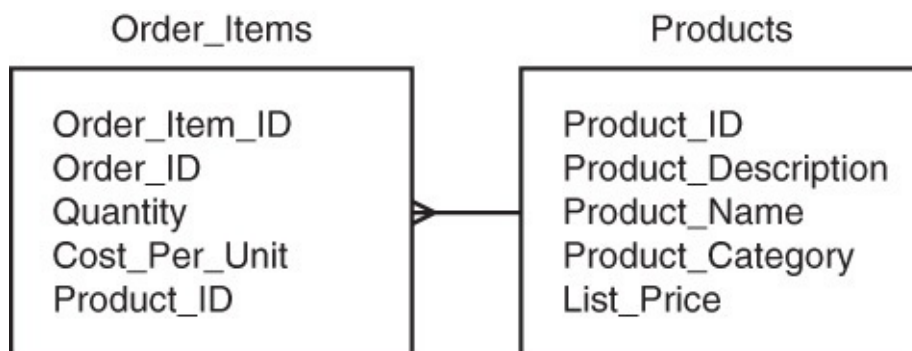 Order_Items
Products
Order_Item_ID
Order_ID
Quantity
Cost_Per_Unit
Product_ID
Product_ID
Product_Description
Product_Name
Product_Category
List_Price